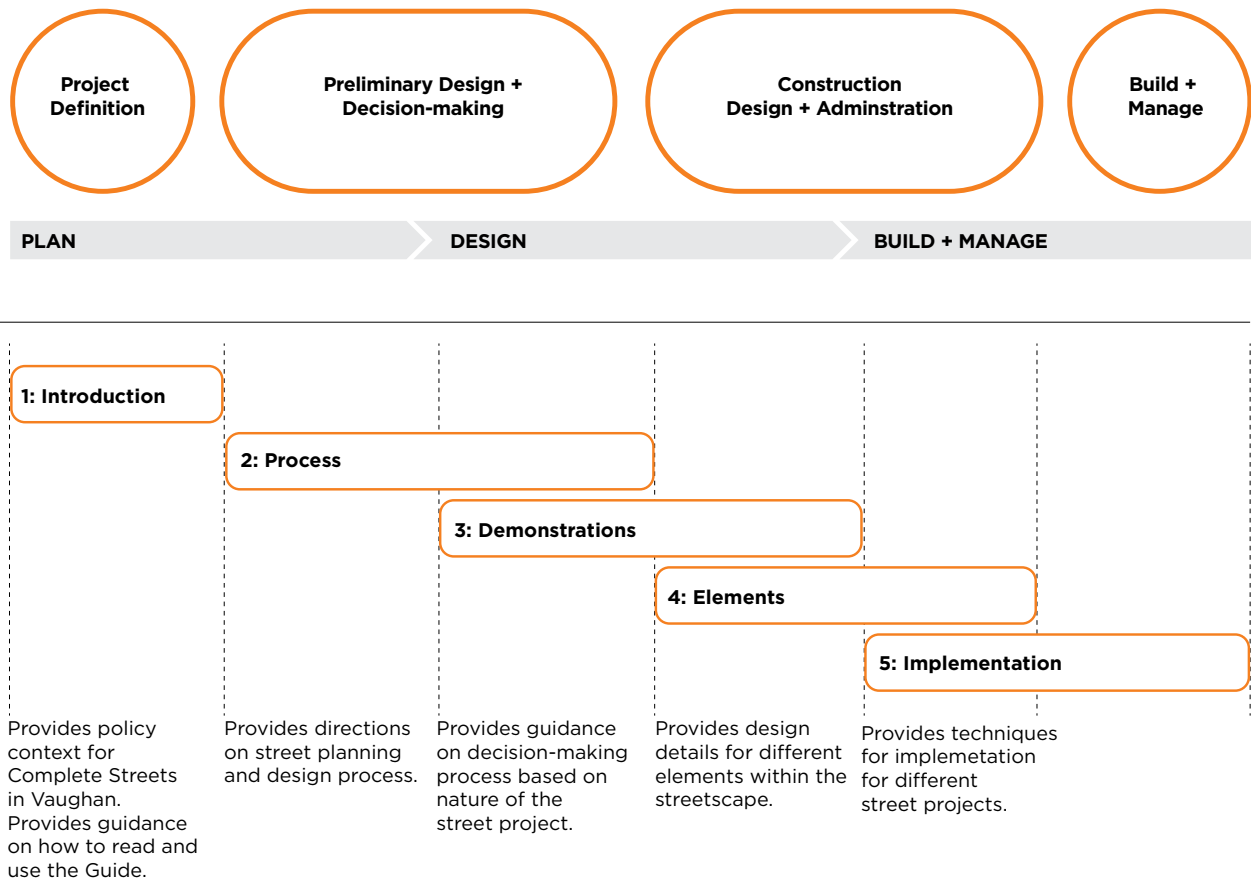 Project
Definition
Preliminary Design +
Decision-making
Construction
Design + Adminstration
Build +
Manage
PLAN
DESIGN
BUILD + MANAGE
1: Introduction
2: Process
3: Demonstrations
4: Elements
5: Implementation
Provides policy
context for
Complete Streets
in Vaughan.
Provides guidance
on how to read and
use the Guide.
Provides directions
on street planning
and design process.
Provides guidance
on decision-making
process based on
nature of the
street project.
Provides design
details for different
elements within the
streetscape.
Provides techniques
for implemetation
for different
street projects.